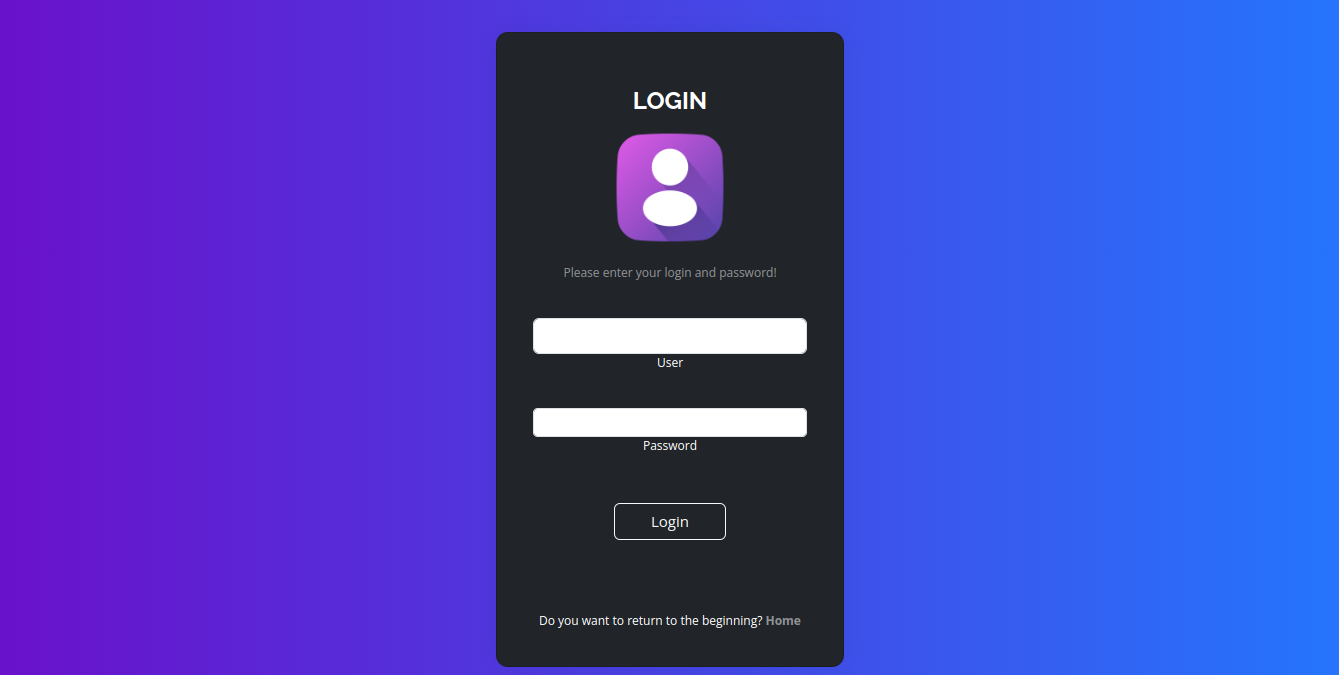 LOGIN
Please enter your login and password!
User
Password
Login
Do you want to return to the beginning? Home